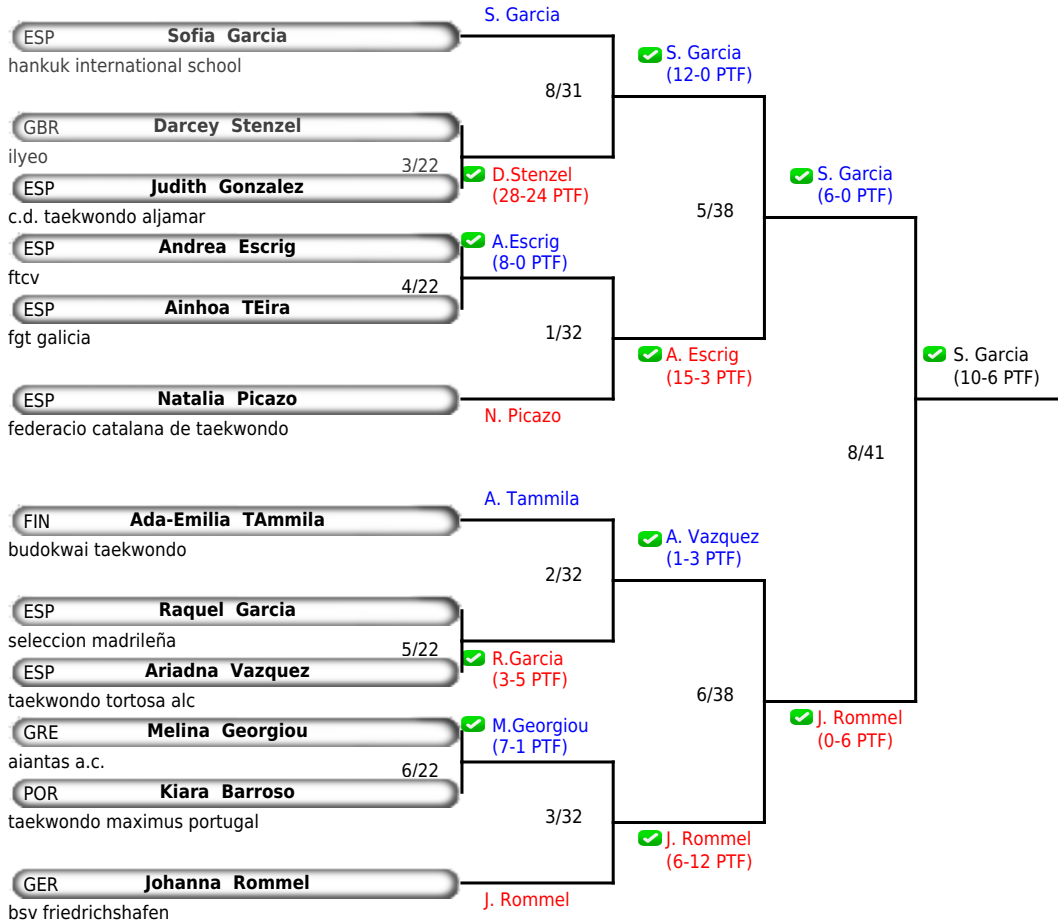 S. Garcia
ESP Sofia Garcia
hankuk international school
S. Garcia
(12-0 PTF)
8/31
GBR Darcey Stenzel
ilyeo
3/22
D.Stenzel
(28-24 PTF)
ESP Judith Gonzalez
c.d. taekwondo aljamar
S. Garcia
(6-0 PTF)
5/38
ESP Andrea Escrig
ftcv
A.Escrig
(8-0 PTF)
4/22
ESP Ainhoa TEira
fgt galicia
1/32
A. Escrig
(15-3 PTF)
S. Garcia
(10-6 PTF)
ESP Natalia Picazo
federacio catalana de taekwondo
N. Picazo
8/41
A. Tammila
FIN Ada-Emilia TAmmila
budokwai taekwondo
A. Vazquez
(1-3 PTF)
2/32
ESP Raquel Garcia
seleccion madrileña
5/22
R.Garcia
(3-5 PTF)
ESP Ariadna Vazquez
taekwondo tortosa alc
6/38
J. Rommel
(0-6 PTF)
GRE Melina Georgiou
aiantas a.c.
M.Georgiou
(7-1 PTF)
6/22
POR Kiara Barroso
taekwondo maximus portugal
3/32
J. Rommel
(6-12 PTF)
GER Johanna Rommel
bsv friedrichshafen
J. Rommel